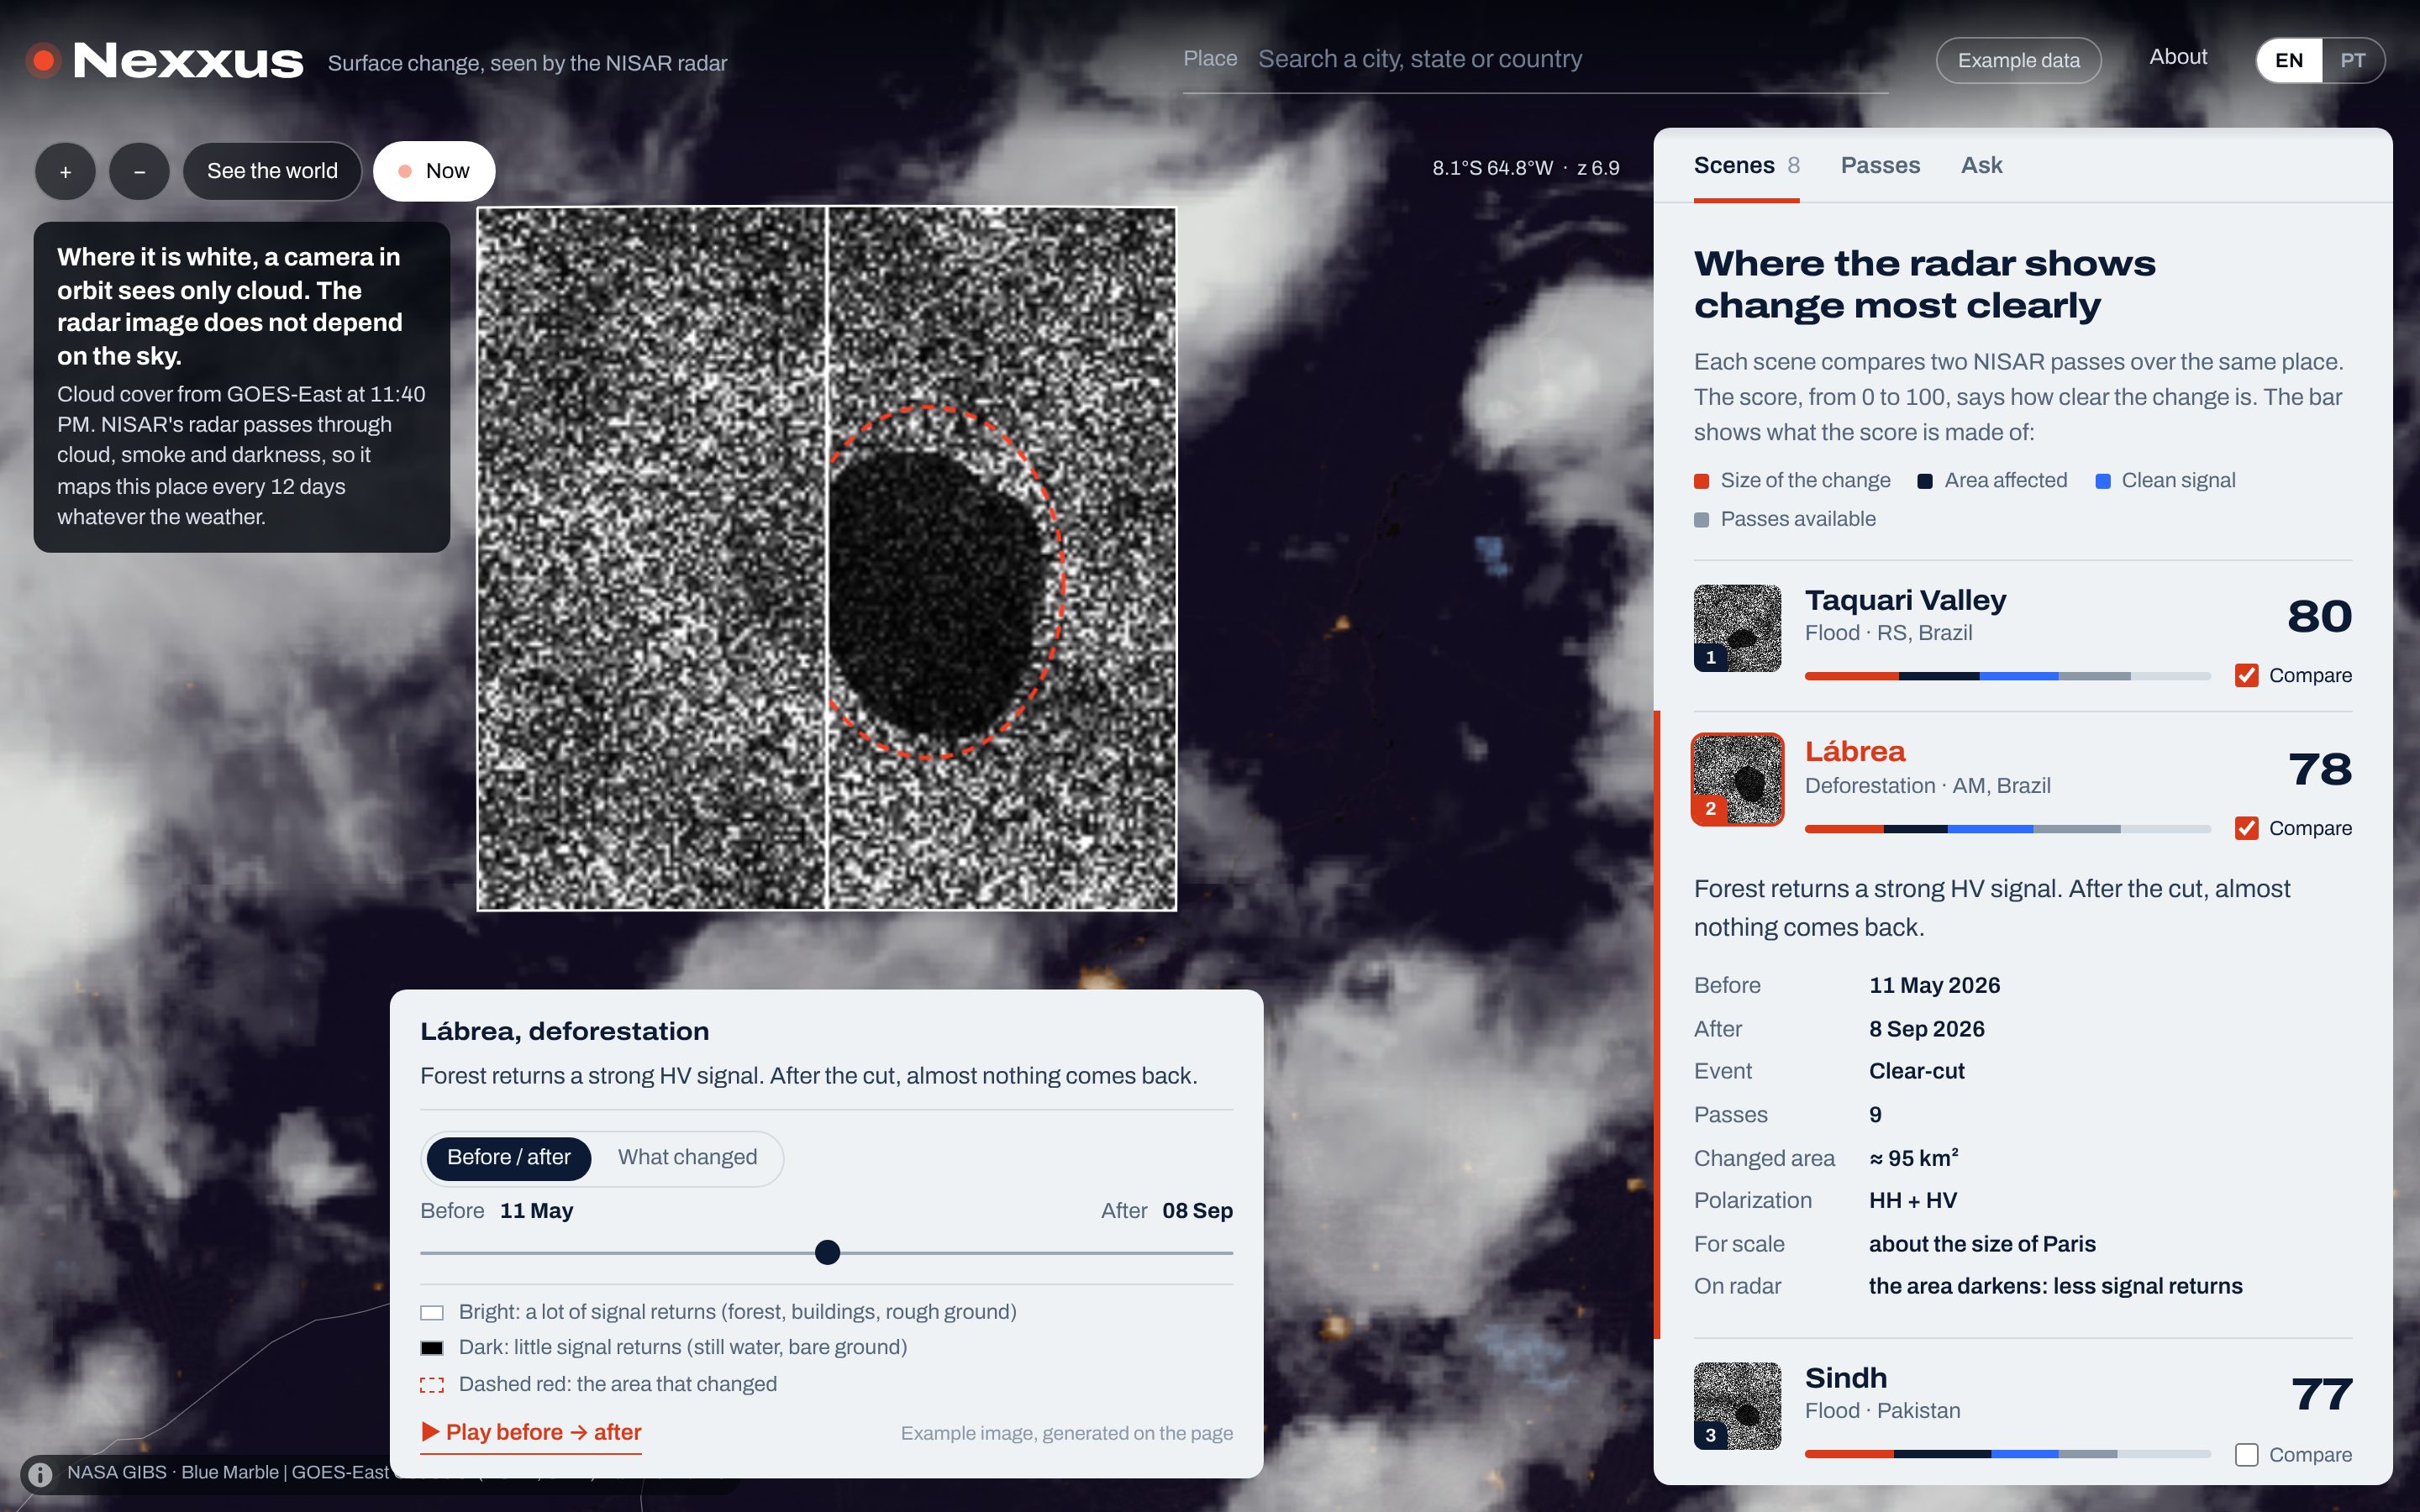 Nexxus
Surface change, seen by the NISAR radar
Place Search a city, state or country
Example data
About
EN PT
+ − See the world Now
8.1°S 64.8°W · z 6.9
Where it is white, a camera in
orbit sees only cloud. The
radar image does not depend
on the sky.
Cloud cover from GOES-East at 11:40
PM. NISAR's radar passes through
cloud, smoke and darkness, so it
maps this place every 12 days
whatever the weather.
Lábrea, deforestation
Forest returns a strong HV signal. After the cut, almost nothing comes back.
Before / after What changed
Before 11 May After 08 Sep
Bright: a lot of signal returns (forest, buildings, rough ground)
Dark: little signal returns (still water, bare ground)
Dashed red: the area that changed
Play before → after
Example image, generated on the page
NASA GIBS · Blue Marble | GOES-East
Scenes 8 Passes Ask
Where the radar shows
change most clearly
Each scene compares two NISAR passes over the same place.
The score, from 0 to 100, says how clear the change is. The bar
shows what the score is made of:
Size of the change Area affected Clean signal
Passes available
1
Taquari Valley
Flood · RS, Brazil
80
Compare
2
Lábrea
Deforestation · AM, Brazil
78
Compare
Forest returns a strong HV signal. After the cut, almost
nothing comes back.
Before 11 May 2026
After 8 Sep 2026
Event Clear-cut
Passes 9
Changed area ≈ 95 km²
Polarization HH + HV
For scale about the size of Paris
On radar the area darkens: less signal returns
3
Sindh
Flood · Pakistan
77
Compare